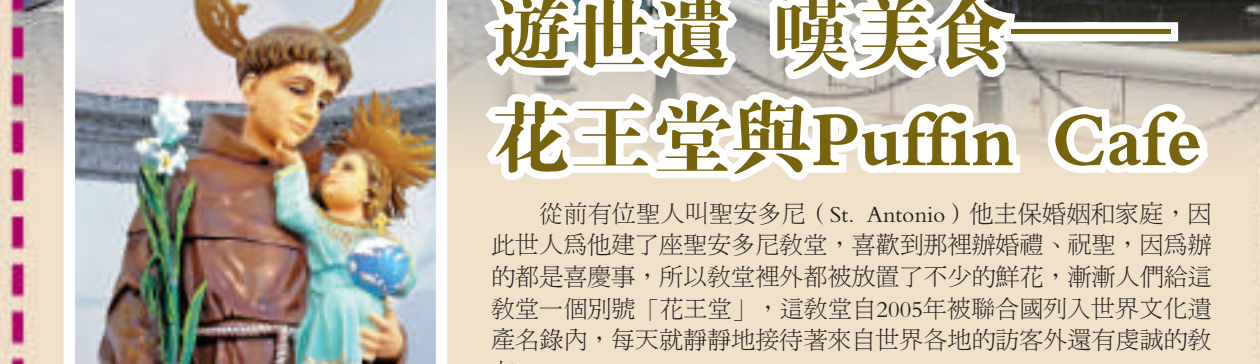 遊世遺 嘆美食——
花王堂與Puffin Cafe
從前有位聖人叫聖安多尼（St. Antonio）他主保婚姻和家庭，因
此世人為他建了座聖安多尼教堂，喜歡到那裡辦婚禮、祝聖，因為辦
的都是喜慶事，所以教堂裡外都被放置了不少的鮮花，漸漸人們給這
教堂一個別號「花王堂」，這教堂自2005年被聯合國列入世界文化遺
產名錄內，每天就靜靜地接待著來自世界各地的訪客外還有虔誠的教